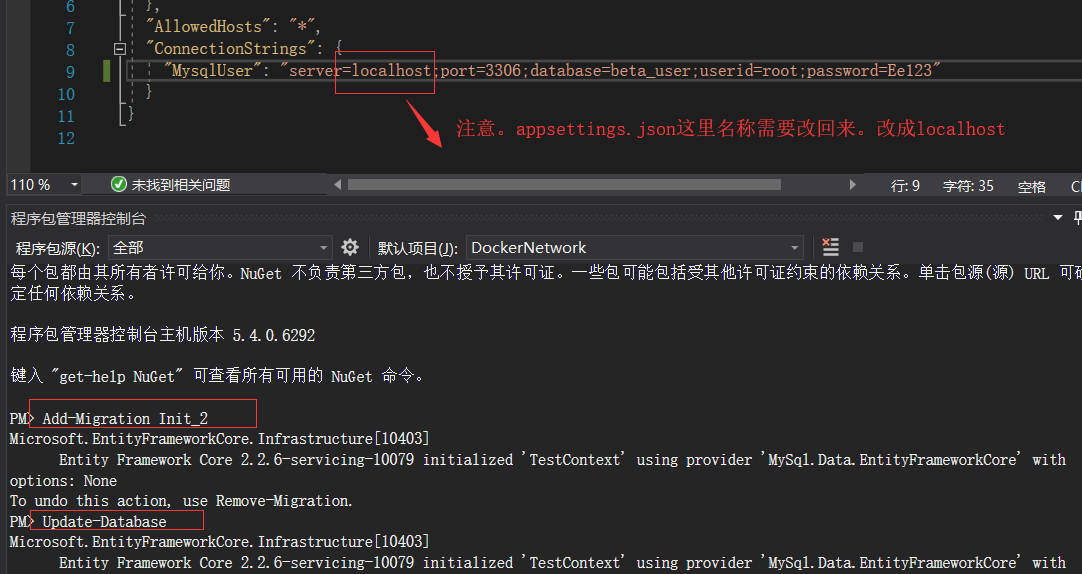 6 },
7 "AllowedHosts": "*",
8 "ConnectionStrings": {
9 "MysqlUser": "server=localhost;port=3306;database=beta_user;userid=root;password=Ee123"
10 }
11 }
12
注意。appsettings.json这里名称需要改回来。改成localhost
110 % 未找到相关问题 行: 9 字符: 35 空格
程序包管理器控制台
程序包源(K): 全部 默认项目(J): DockerNetwork
每个包都由其所有者许可给你。NuGet 不负责第三方包，也不授予其许可证。一些包可能包括受其他许可证约束的依赖关系。单击包源(源) URL 可确
定任何依赖关系。
程序包管理器控制台主机版本 5.4.0.6292
键入 "get-help NuGet" 可查看所有可用的 NuGet 命令。
PM> Add-Migration Init_2
Microsoft.EntityFrameworkCore.Infrastructure[10403]
Entity Framework Core 2.2.6-servicing-10079 initialized 'TestContext' using provider 'MySql.Data.EntityFrameworkCore' with
options: None
To undo this action, use Remove-Migration.
PM> Update-Database
Microsoft.EntityFrameworkCore.Infrastructure[10403]
Entity Framework Core 2.2.6-servicing-10079 initialized 'TestContext' using provider 'MySql.Data.EntityFrameworkCore' with